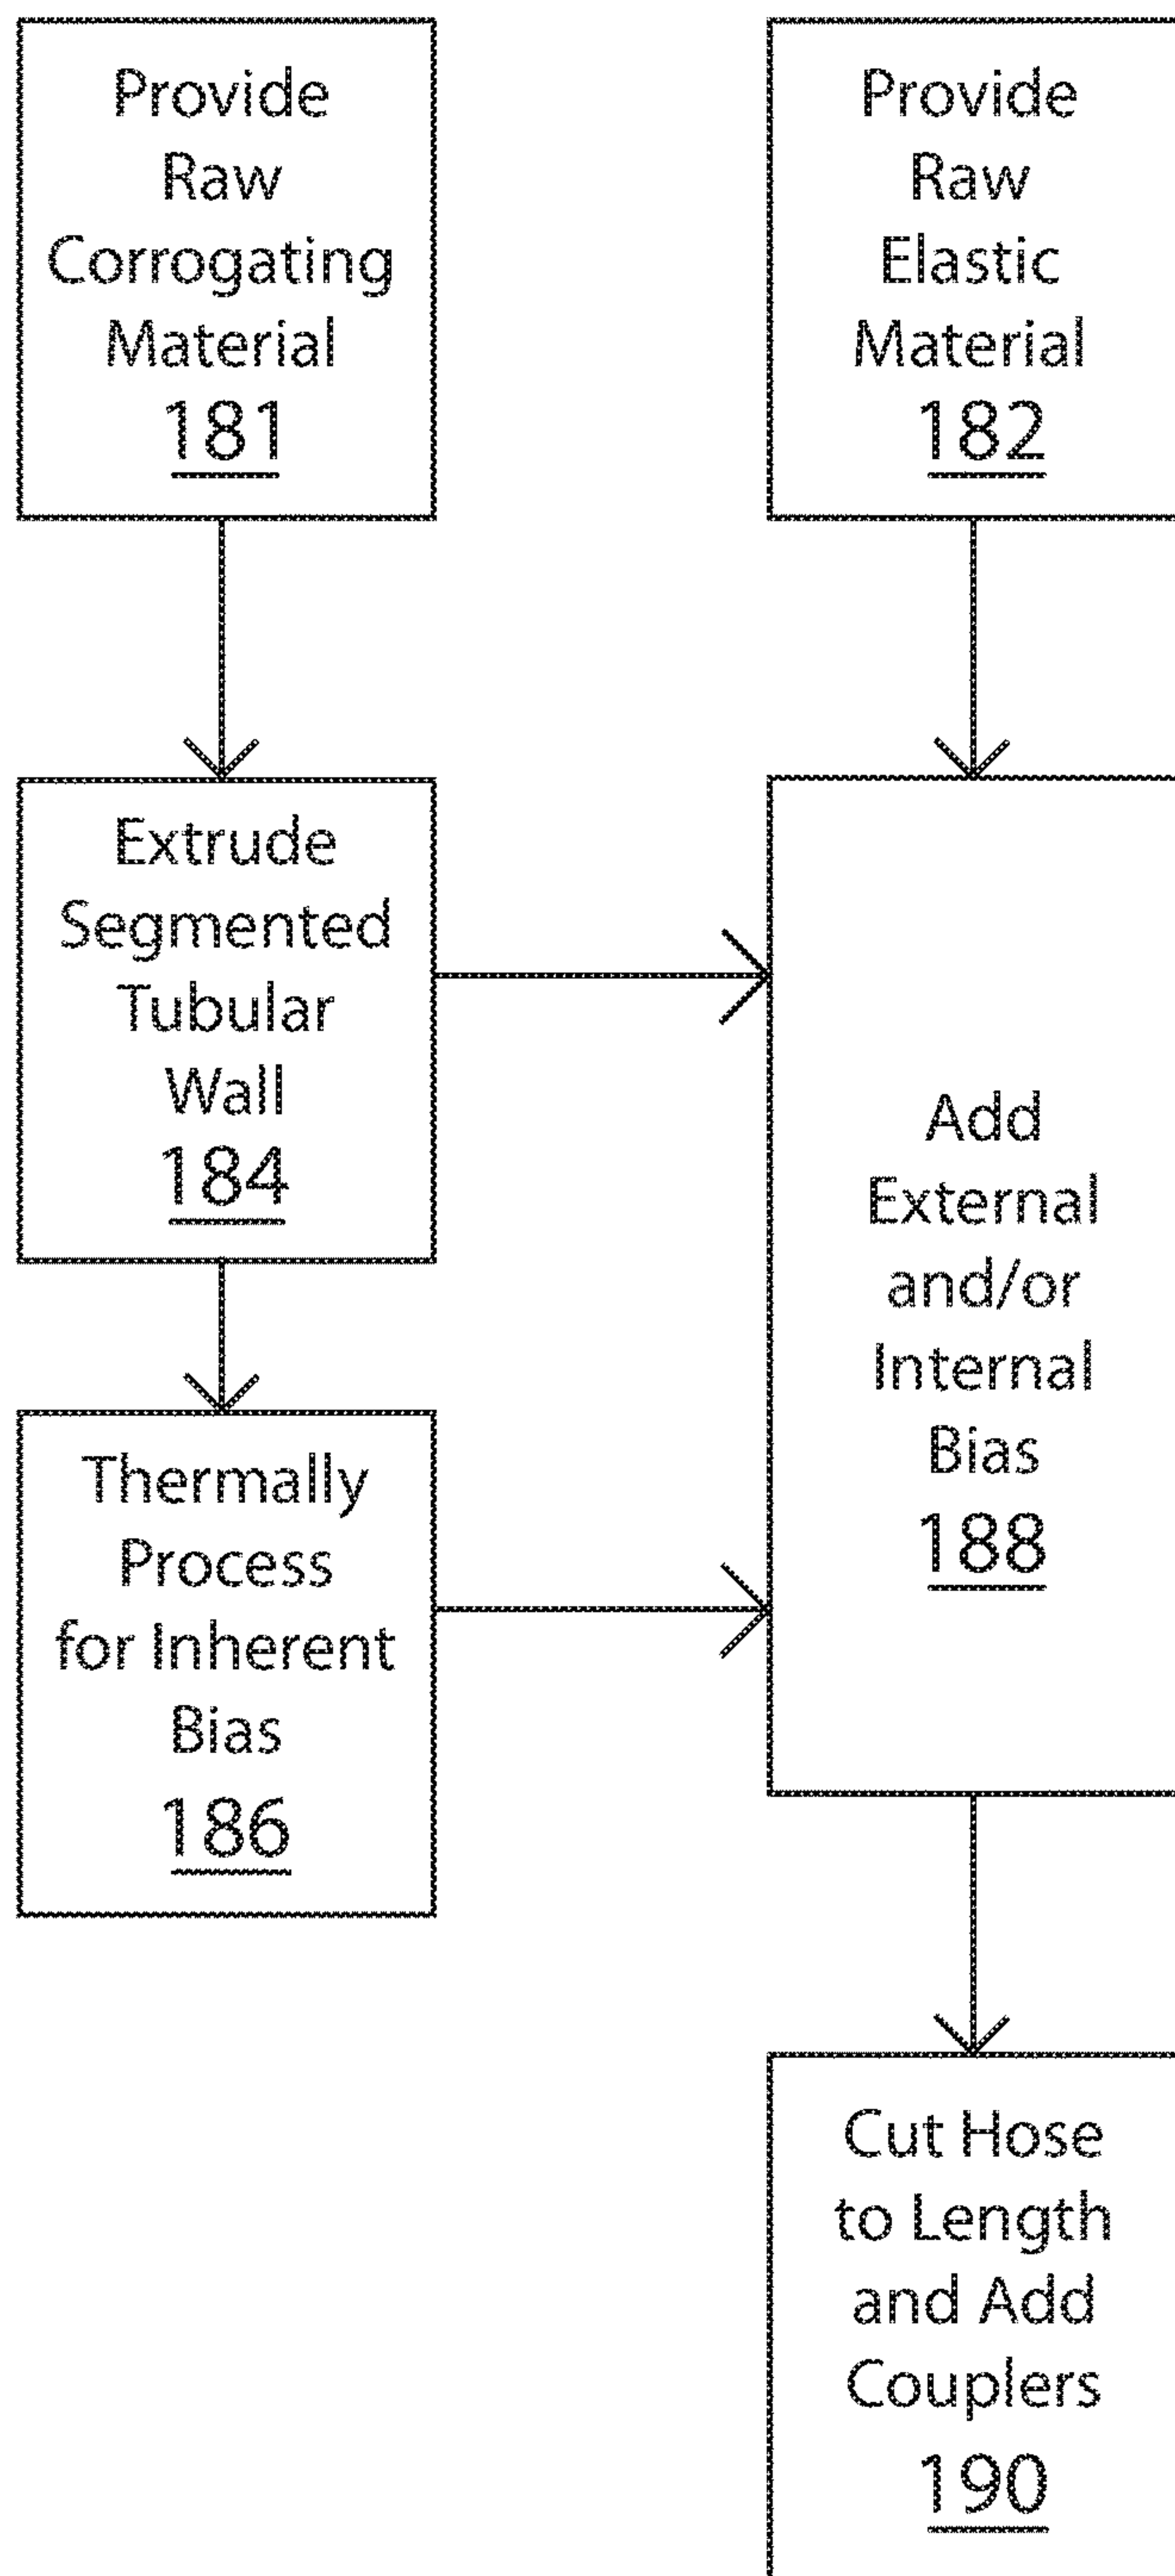 Provide
Raw
Corrogating
Material
181
Provide
Raw
Elastic
Material
182
Extrude
Segmented
Tubular
Wall
184
Thermally
Process
for Inherent
Bias
186
Add
External
and/or
Internal
Bias
188
Cut Hose
to Length
and Add
Couplers
190